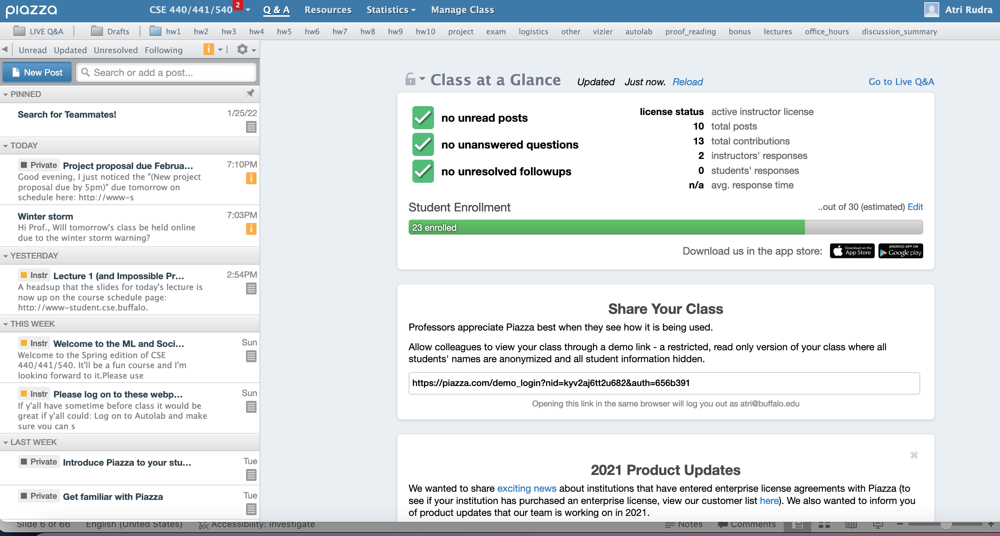 piazza
CSE 440/441/540 2
Q & A
Resources
Statistics
Manage Class
Atri Rudra
LIVE Q&A
Drafts
hw1 hw2 hw3 hw4 hw5 hw6 hw7 hw8 hw9 hw10 project exam logistics other vizier autolab proof_reading bonus lectures office_hours discussion_summary
Unread Updated Unresolved Following
i
New Post
Search or add a post...
PINNED
Search for Teammates! 1/25/22
TODAY
Private Project proposal due Februa... 7:10PM
Good evening, I just noticed the "(New project
i
proposal due by 5pm)" due tomorrow on
schedule here: http://www-s
Winter storm 7:03PM
Hi Prof., Will tomorrow's class be held online
i
due to the winter storm warning?
YESTERDAY
Instr Lecture 1 (and Impossible Pr... 2:54PM
A headsup that the slides for today's lecture is
now up on the course schedule page:
http://www-student.cse.buffalo.
THIS WEEK
Instr Welcome to the ML and Soci... Sun
Welcome to the Spring edition of CSE
440/441/540. It'll be a fun course and I'm
looking forward to it.Please use
Instr Please log on to these webp... Sun
If y'all have sometime before class it would be
great if y'all could: Log on to Autolab and make
sure you can s
LAST WEEK
Private Introduce Piazza to your stu... Tue
Private Get familiar with Piazza Tue
Class at a Glance Updated Just now. Reload
Go to Live Q&A
no unread posts
no unanswered questions
no unresolved followups
license status active instructor license
10 total posts
13 total contributions
2 instructors' responses
0 students' responses
n/a avg. response time
Student Enrollment ..out of 30 (estimated) Edit
23 enrolled
Download us in the app store:
Download on the
App Store
ANDROID APP ON
Google play
Share Your Class
Professors appreciate Piazza best when they see how it is being used.
Allow colleagues to view your class through a demo link - a restricted, read only version of your class where all
students' names are anonymized and all student information hidden.
https://piazza.com/demo_login?nid=kyv2aj6tt2u682&auth=656b391
Opening this link in the same browser will log you out as atri@buffalo.edu
2021 Product Updates
We wanted to share exciting news about institutions that have entered enterprise license agreements with Piazza (to
see if your institution has purchased an enterprise license, view our customer list here). We also wanted to inform you
of product updates that our team is working on in 2021.
Slide 6 of 66 English (United States) Accessibility: Investigate Notes Comments